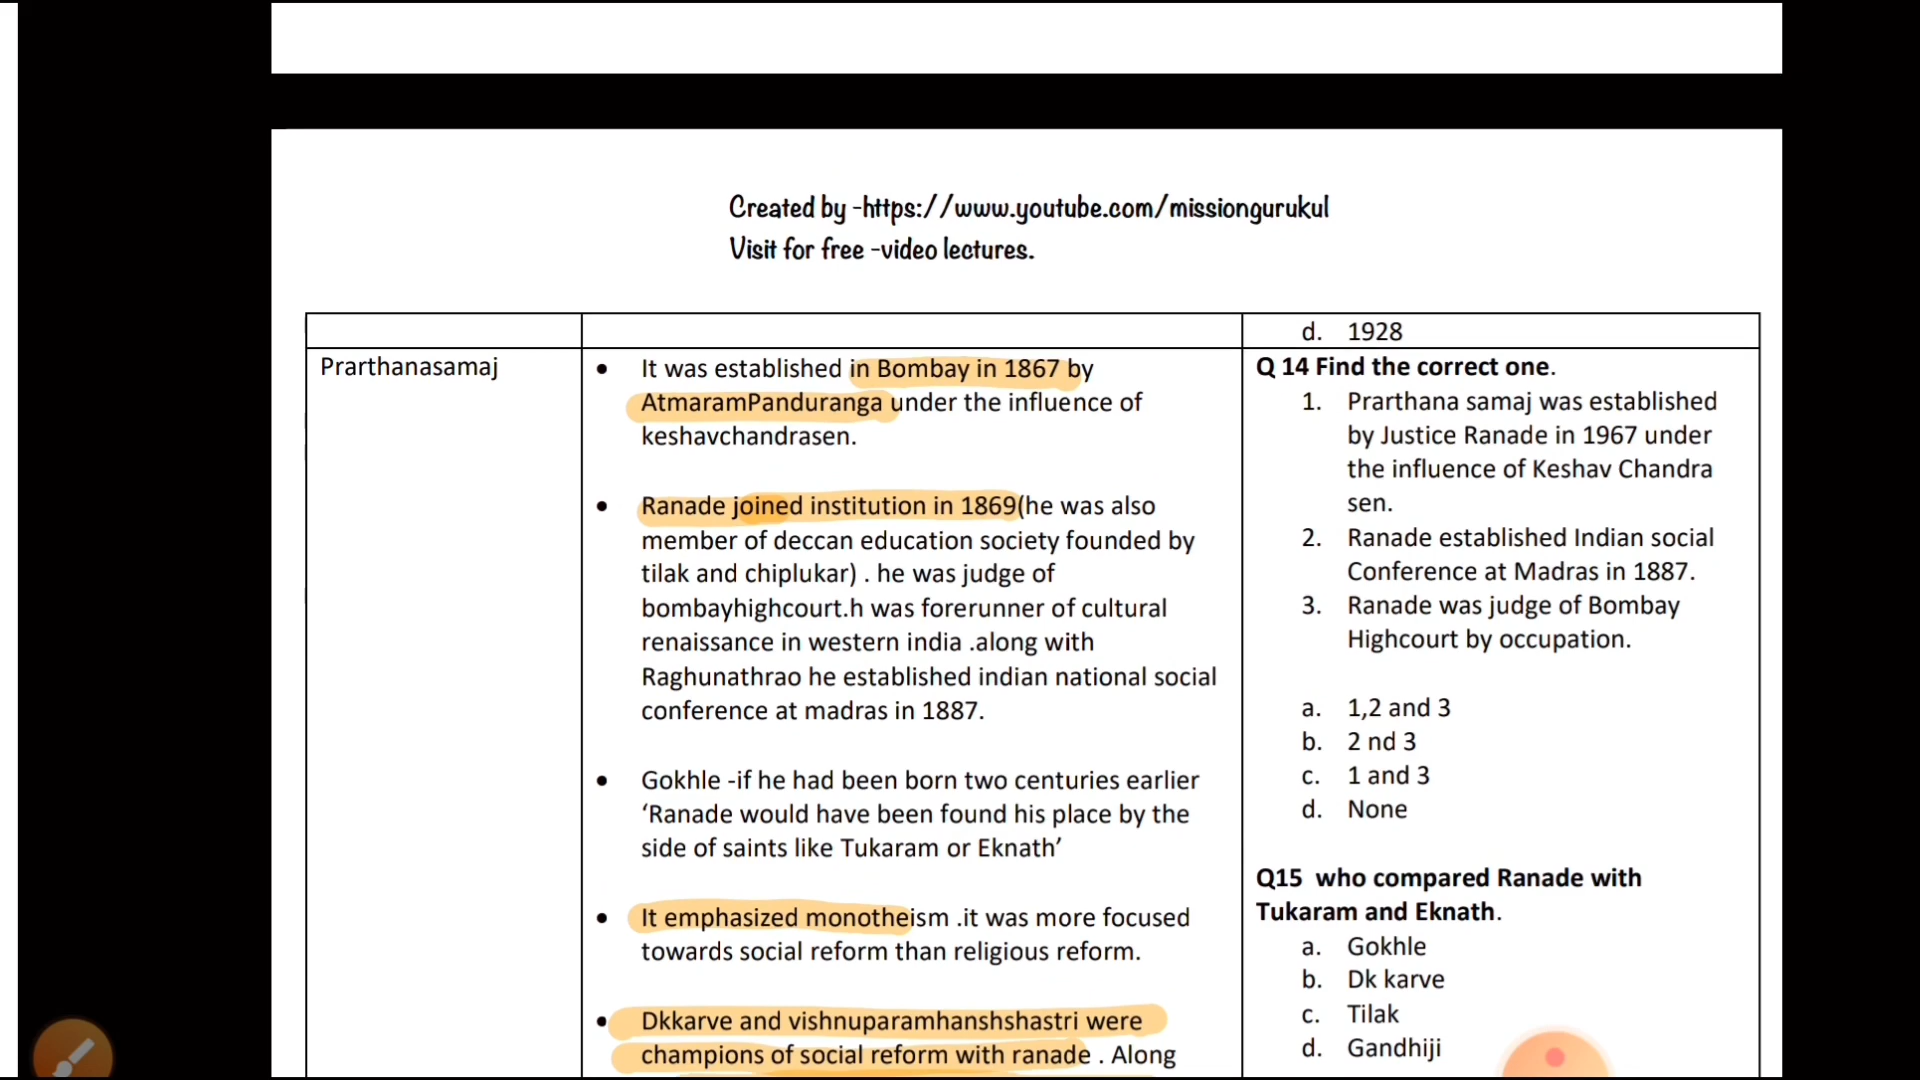 Created by -https://www.youtube.com/missiongurukul
Visit for free -video lectures.
d. 1928
Prarthanasamaj
• It was established in Bombay in 1867 by
AtmaramPanduranga under the influence of
keshavchandrasen.
• Ranade joined institution in 1869(he was also
member of deccan education society founded by
tilak and chiplukar) . he was judge of
bombayhighcourt.h was forerunner of cultural
renaissance in western india .along with
Raghunathrao he established indian national social
conference at madras in 1887.
• Gokhle -if he had been born two centuries earlier
‘Ranade would have been found his place by the
side of saints like Tukaram or Eknath’
• It emphasized monotheism .it was more focused
towards social reform than religious reform.
• Dkkarve and vishnuparamhanshshastri were
champions of social reform with ranade . Along
Q 14 Find the correct one.
1. Prarthana samaj was established
by Justice Ranade in 1967 under
the influence of Keshav Chandra
sen.
2. Ranade established Indian social
Conference at Madras in 1887.
3. Ranade was judge of Bombay
Highcourt by occupation.
a. 1,2 and 3
b. 2 nd 3
c. 1 and 3
d. None
Q15 who compared Ranade with
Tukaram and Eknath.
a. Gokhle
b. Dk karve
c. Tilak
d. Gandhiji